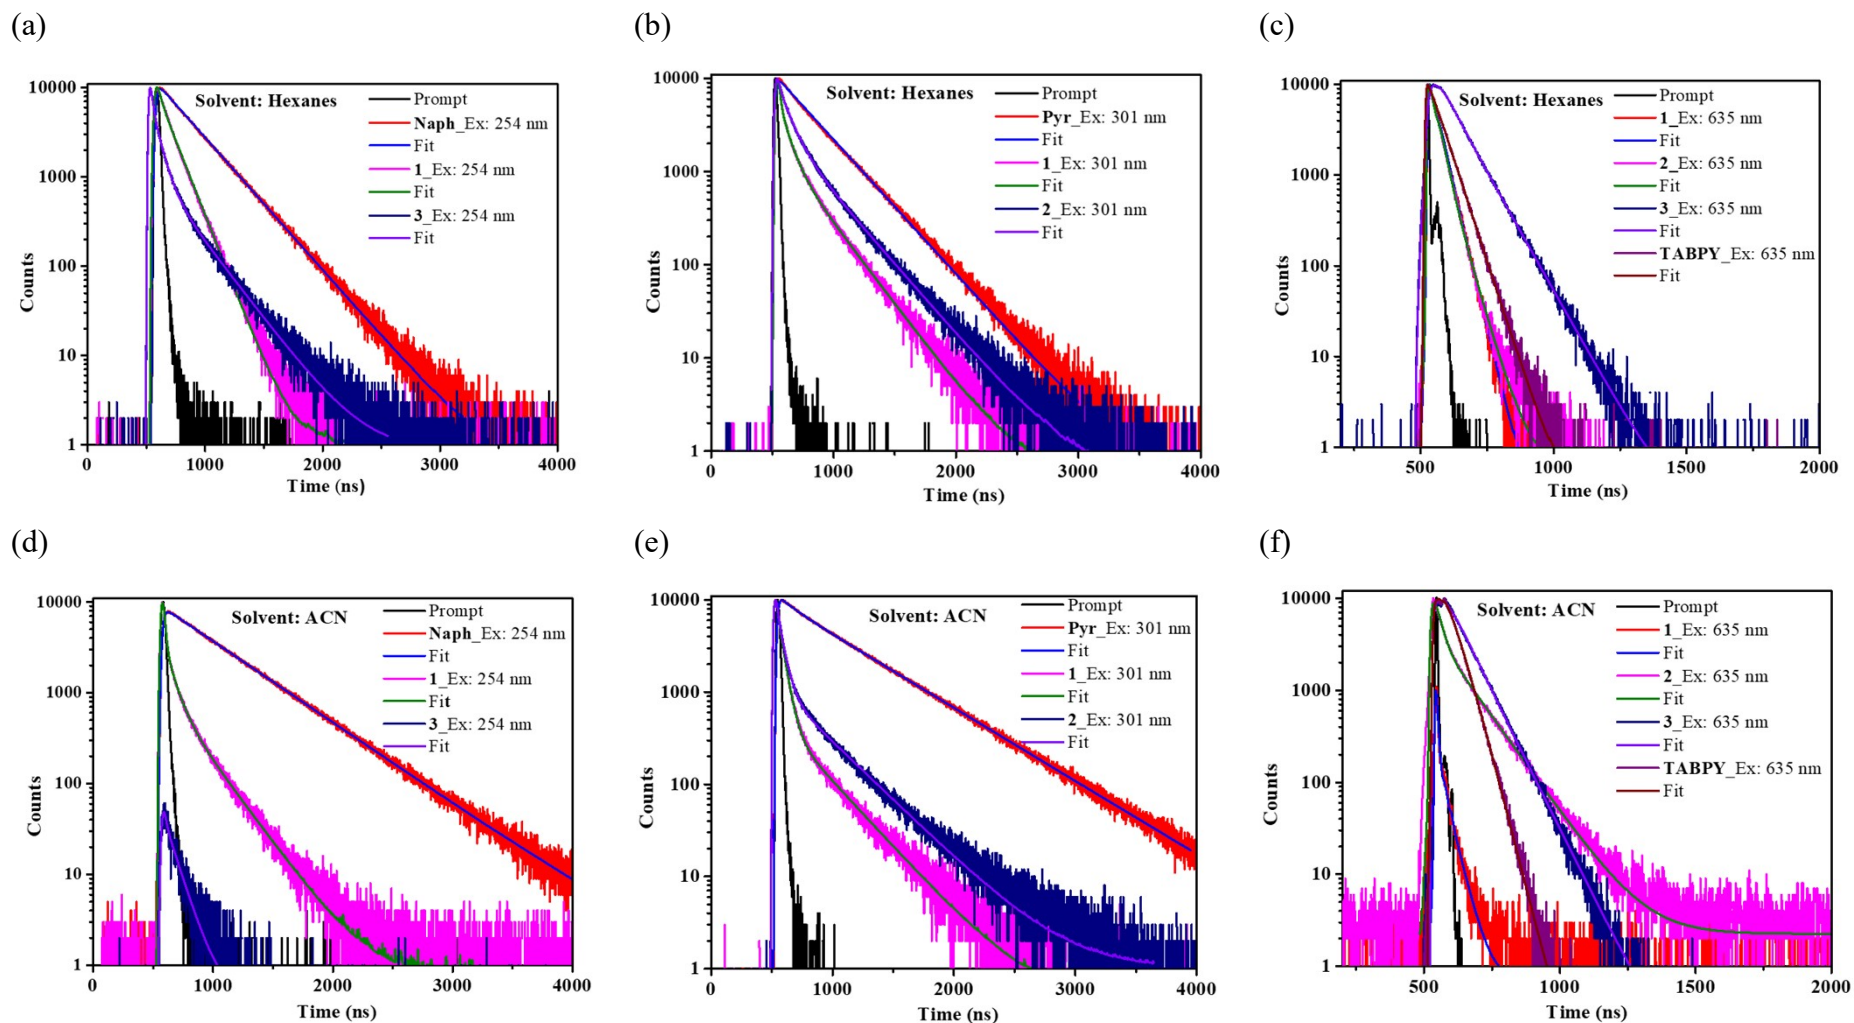 (a)
Counts
10000
1000
100
10
1
Solvent: Hexanes
Prompt
Naph_Ex: 254 nm
Fit
1_Ex: 254 nm
Fit
3_Ex: 254 nm
Fit
0 1000 2000 3000 4000
Time (ns)
(b)
Counts
10000
1000
100
10
1
Solvent: Hexanes
Prompt
Pyr_Ex: 301 nm
Fit
1_Ex: 301 nm
Fit
2_Ex: 301 nm
Fit
0 1000 2000 3000 4000
Time (ns)
(c)
Counts
10000
1000
100
10
1
Solvent: Hexanes
Prompt
1_Ex: 635 nm
Fit
2_Ex: 635 nm
Fit
3_Ex: 635 nm
Fit
TABPY_Ex: 635 nm
Fit
500 1000 1500 2000
Time (ns)
(d)
Counts
10000
1000
100
10
1
Solvent: ACN
Prompt
Naph_Ex: 254 nm
Fit
1_Ex: 254 nm
Fit
3_Ex: 254 nm
Fit
0 1000 2000 3000 4000
Time (ns)
(e)
Counts
10000
1000
100
10
1
Solvent: ACN
Prompt
Pyr_Ex: 301 nm
Fit
1_Ex: 301 nm
Fit
2_Ex: 301 nm
Fit
0 1000 2000 3000 4000
Time (ns)
(f)
Counts
10000
1000
100
10
1
Solvent: ACN
Prompt
1_Ex: 635 nm
Fit
2_Ex: 635 nm
Fit
3_Ex: 635 nm
Fit
TABPY_Ex: 635 nm
Fit
500 1000 1500 2000
Time (ns)